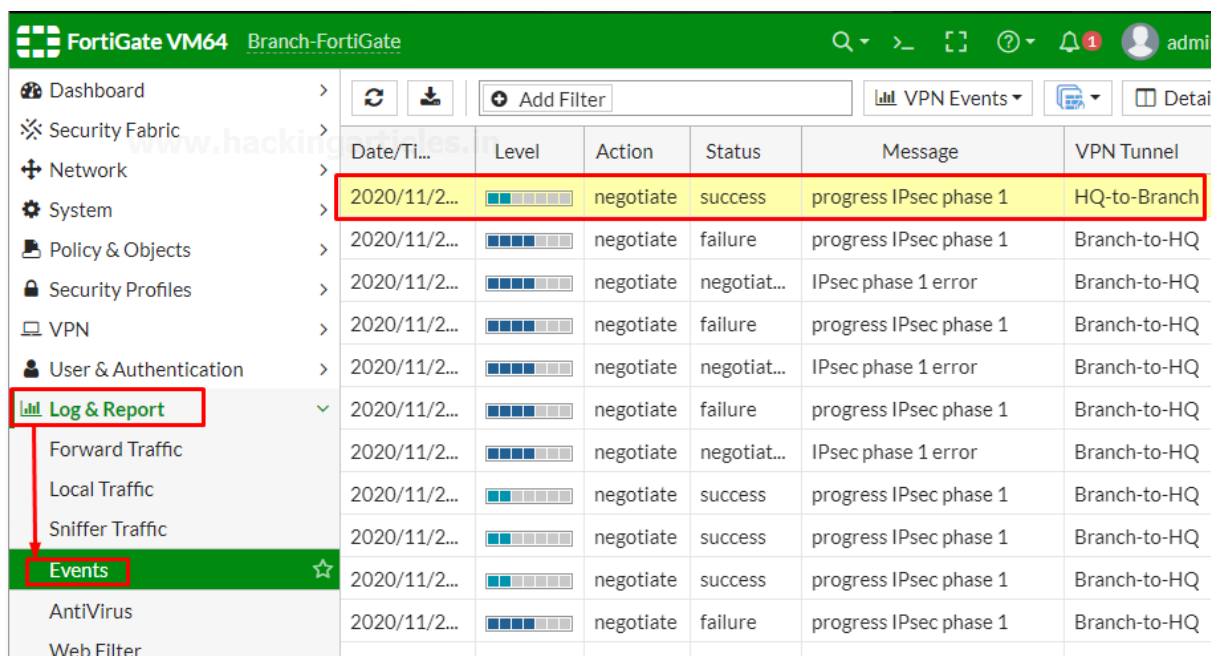 FortiGate VM64 Branch-FortiGate 1 admi
Dashboard
Security Fabric
Network
System
Policy & Objects
Security Profiles
VPN
User & Authentication
Log & Report
Forward Traffic
Local Traffic
Sniffer Traffic
Events
AntiVirus
Web Filter
www.hackingarticles.in
Add Filter VPN Events Detai
Date/Ti... Level Action Status Message VPN Tunnel
2020/11/2... negotiate success progress IPsec phase 1 HQ-to-Branch
2020/11/2... negotiate failure progress IPsec phase 1 Branch-to-HQ
2020/11/2... negotiate negotiat... IPsec phase 1 error Branch-to-HQ
2020/11/2... negotiate failure progress IPsec phase 1 Branch-to-HQ
2020/11/2... negotiate negotiat... IPsec phase 1 error Branch-to-HQ
2020/11/2... negotiate failure progress IPsec phase 1 Branch-to-HQ
2020/11/2... negotiate negotiat... IPsec phase 1 error Branch-to-HQ
2020/11/2... negotiate success progress IPsec phase 1 Branch-to-HQ
2020/11/2... negotiate success progress IPsec phase 1 Branch-to-HQ
2020/11/2... negotiate success progress IPsec phase 1 Branch-to-HQ
2020/11/2... negotiate failure progress IPsec phase 1 Branch-to-HQ